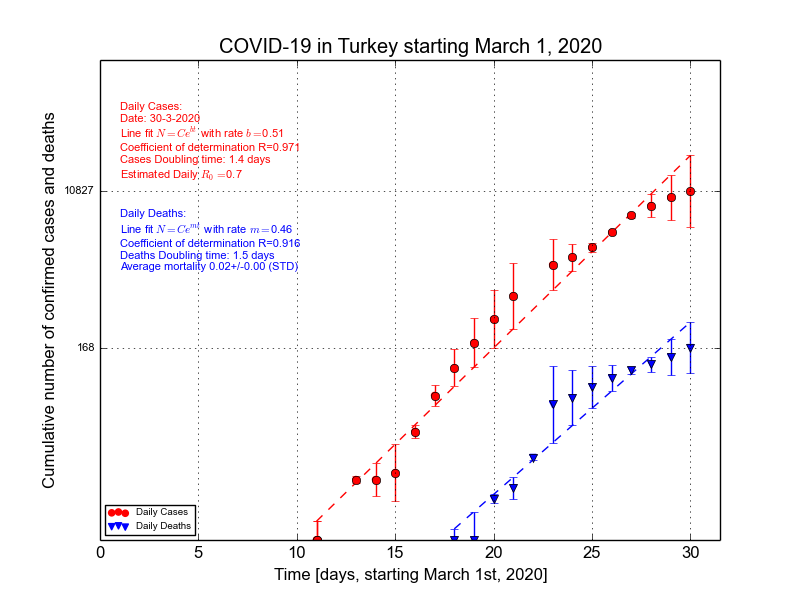 COVID-19 in Turkey starting March 1, 2020
Daily Cases:
Date: 30-3-2020
Line fit N=Ce^{bt} with rate b=0.51
Coefficient of determination R=0.971
Cases Doubling time: 1.4 days
Estimated Daily R_0=0.7
Daily Deaths:
Line fit N=Ce^{mt} with rate m=0.46
Coefficient of determination R=0.916
Deaths Doubling time: 1.5 days
Average mortality 0.02+/-0.00 (STD)
Cumulative number of confirmed cases and deaths
10827
168
Daily Cases
Daily Deaths
0 5 10 15 20 25 30
Time [days, starting March 1st, 2020]